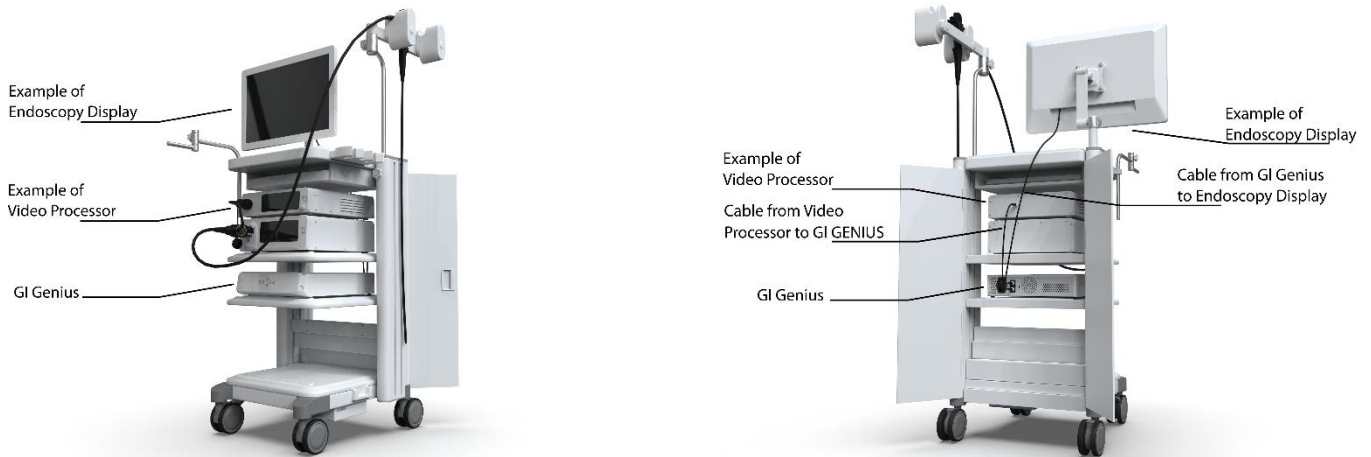 Example of
Endoscopy Display
Example of
Video Processor
GI Genius
Example of
Endoscopy Display
Example of
Video Processor
Cable from GI Genius
to Endoscopy Display
Cable from Video
Processor to GI GENIUS
GI Genius